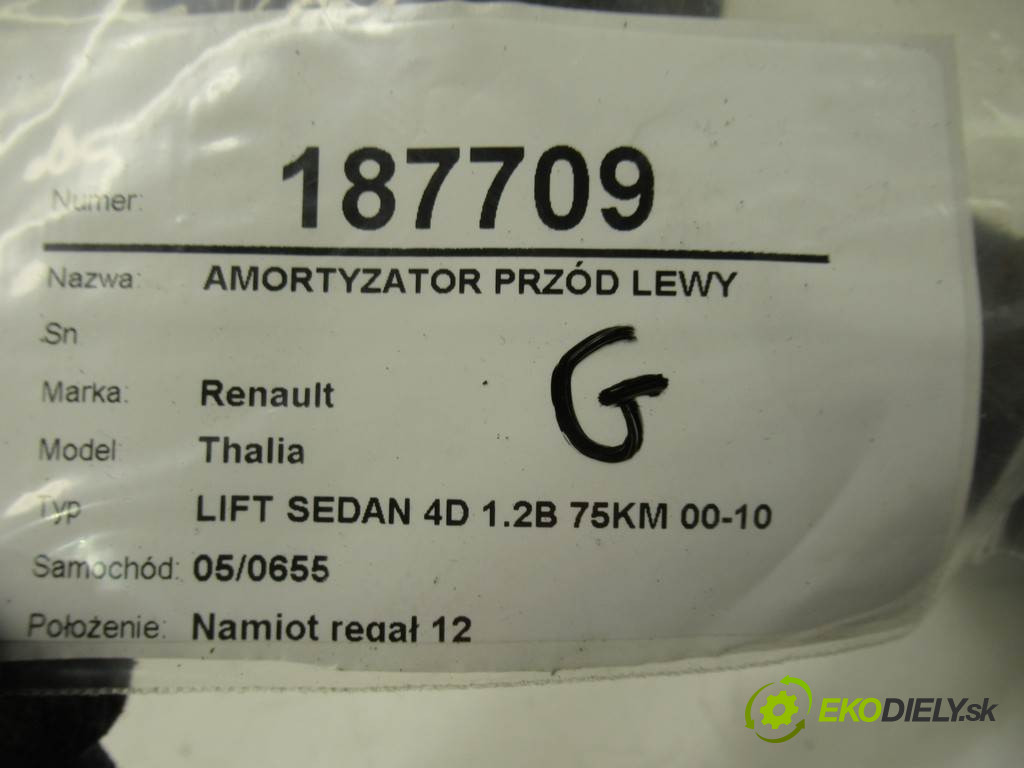 Numer: 187709
Nazwa: AMORTYZATOR PRZÓD LEWY
Sn
G
Marka: Renault
Model Thalia
Typ LIFT SEDAN 4D 1.2B 75KM 00-10
Samochód: 05/0655
Położenie: Namiot regał 12
EKODIELY.sk